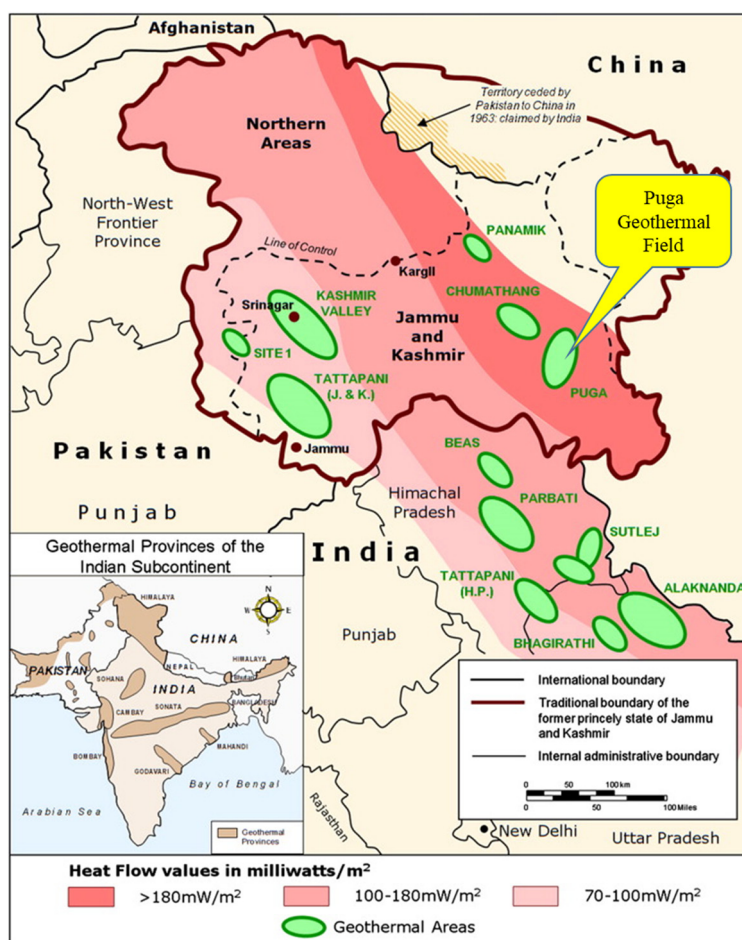 Afghanistan
China
Territory ceded by
Pakistan to China in
1963: claimed by India
Northern
Areas
North-West
Frontier
Province
Puga
Geothermal
Field
PANAMIK
Line of Control
Kargil
CHUMATHANG
KASHMIR
VALLEY
Srinagar
Jammu
and
Kashmir
SITE 1
TATTAPANI
(J. & K.)
PUGA
Pakistan
Jammu
BEAS
Punjab
Himachal
Pradesh
PARBATI
India
SUTLEJ
TATTAPANI
(H.P.)
ALAKNANDA
Punjab
BHAGIRATHI
Geothermal Provinces of the
Indian Subcontinent
HIMALAYA
N
W
E
S
CHINA
NEPAL
HIMALAYA
Bhutan
PAKISTAN
SOHANA
INDIA
BANGLADESH
CAMBAY
SONATA
BOMBAY
MAHANDI
GODAVARI
Bay of Bengal
Arabian Sea
Geothermal
Provinces
International boundary
Traditional boundary of the
former princely state of Jammu
and Kashmir
Internal administrative boundary
0 50 100 km
0 50 100 Miles
Rajasthan
New Delhi
Uttar Pradesh
Heat Flow values in milliwatts/m²
>180mW/m²
100-180mW/m²
70-100mW/m²
Geothermal Areas